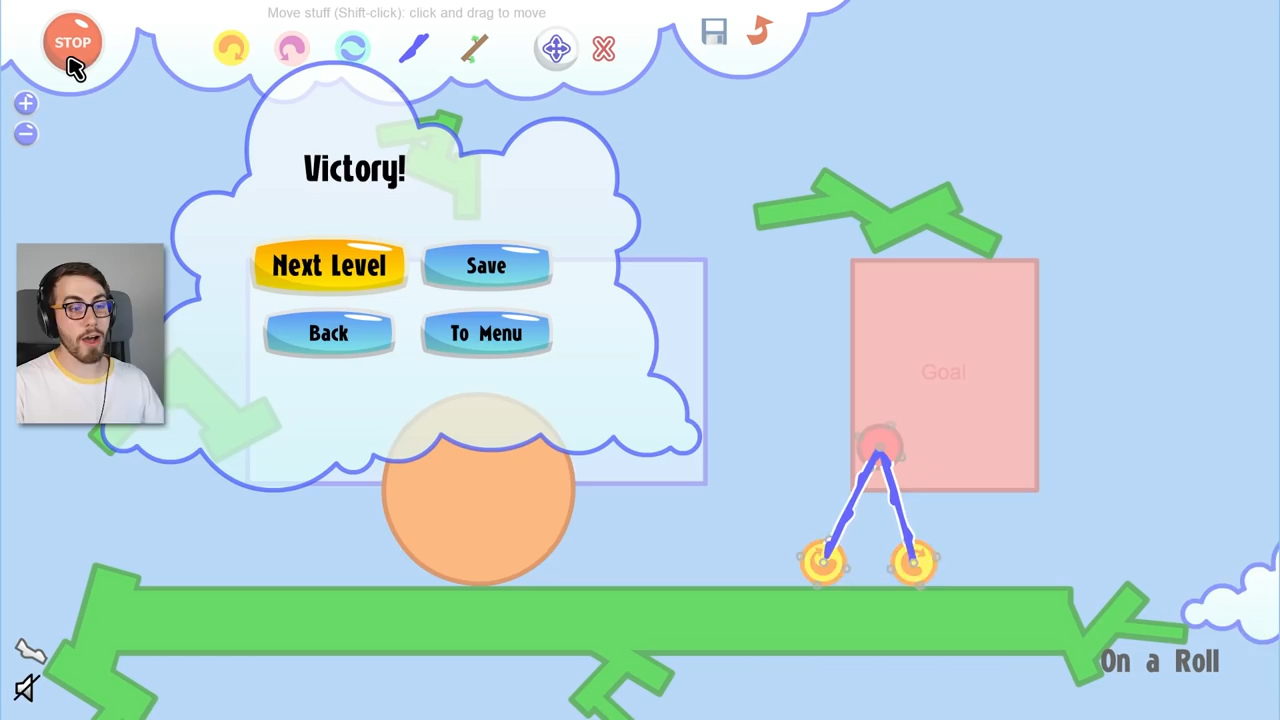 Move stuff (Shift-click): click and drag to move
STOP
Victory!
Next Level
Save
Back
To Menu
Goal
On a Roll